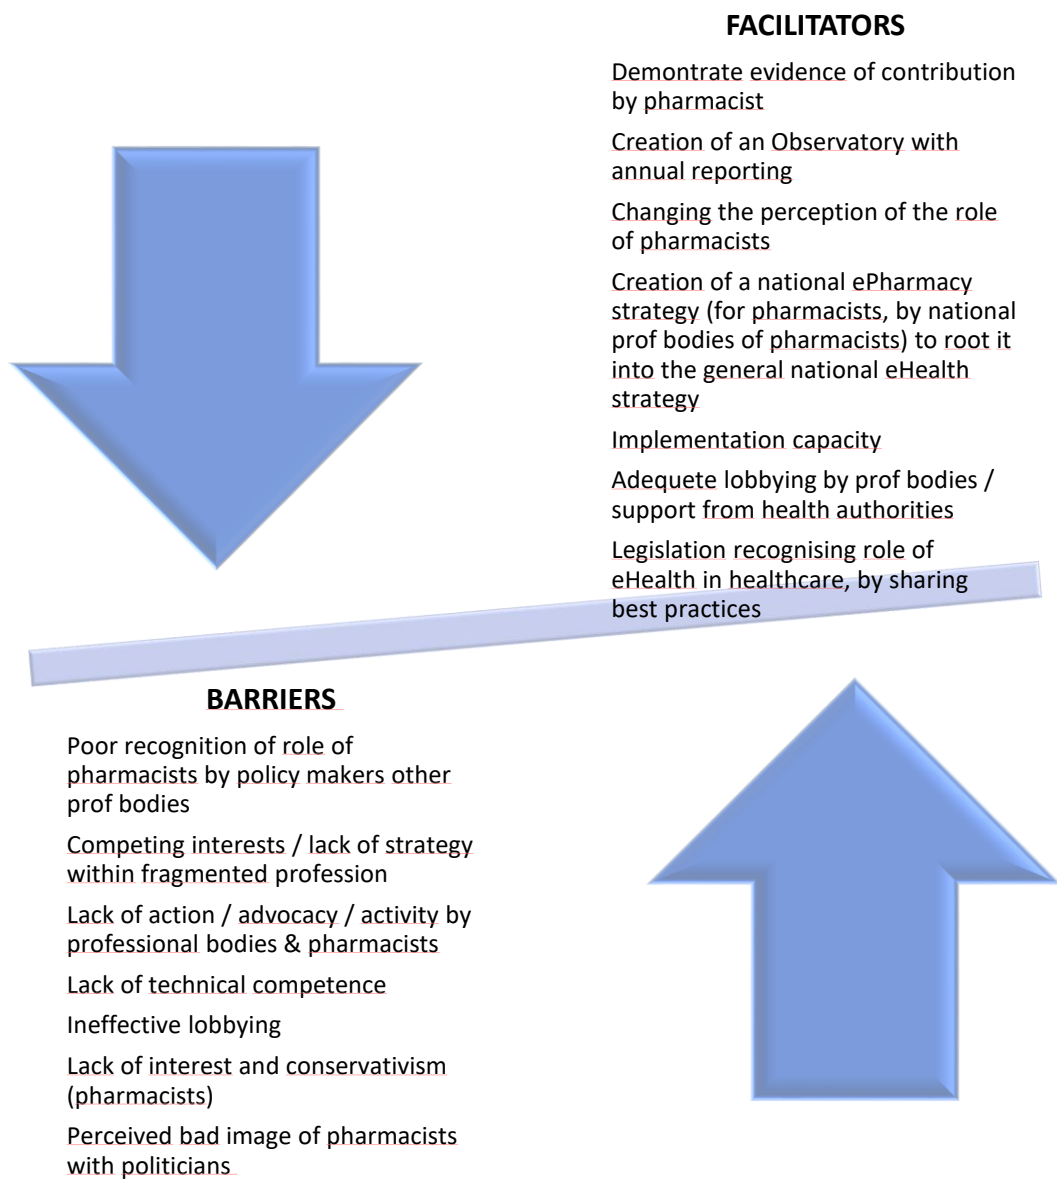 FACILITATORS
Demontrate evidence of contribution
by pharmacist
Creation of an Observatory with
annual reporting
Changing the perception of the role
of pharmacists
Creation of a national ePharmacy
strategy (for pharmacists, by national
prof bodies of pharmacists) to root it
into the general national eHealth
strategy
Implementation capacity
Adequete lobbying by prof bodies /
support from health authorities
Legislation recognising role of
eHealth in healthcare, by sharing
best practices
BARRIERS
Poor recognition of role of
pharmacists by policy makers other
prof bodies
Competing interests / lack of strategy
within fragmented profession
Lack of action / advocacy / activity by
professional bodies & pharmacists
Lack of technical competence
Ineffective lobbying
Lack of interest and conservativism
(pharmacists)
Perceived bad image of pharmacists
with politicians